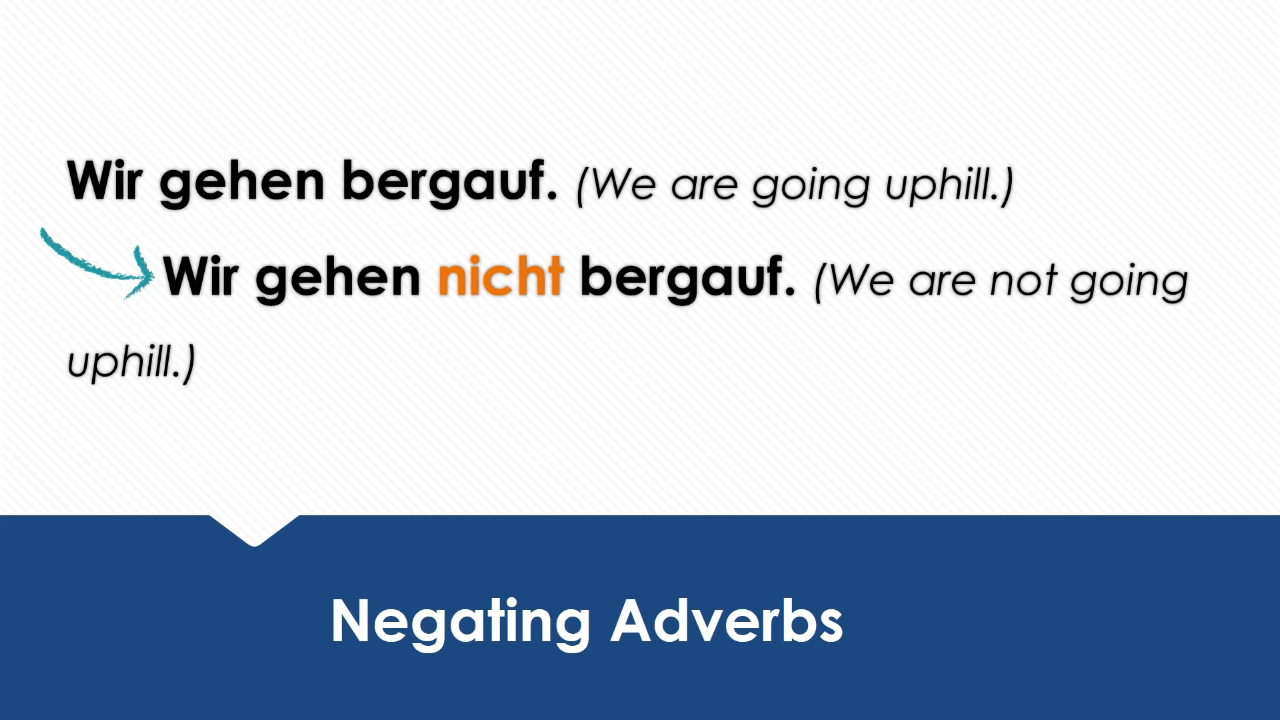 Wir gehen bergauf. (We are going uphill.)
Wir gehen nicht bergauf. (We are not going
uphill.)
Negating Adverbs